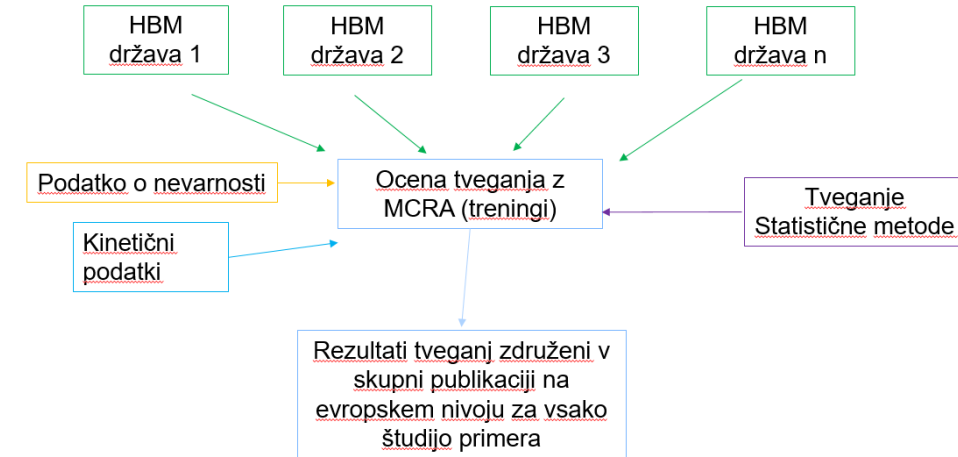 HBM
država 1
HBM
država 2
HBM
država 3
HBM
država n
Podatko o nevarnosti
Ocena tveganja z
MCRA (treningi)
Tveganje
Statistične metode
Kinetični
podatki
Rezultati tveganj združeni v
skupni publikaciji na
evropskem nivoju za vsako
študijo primera